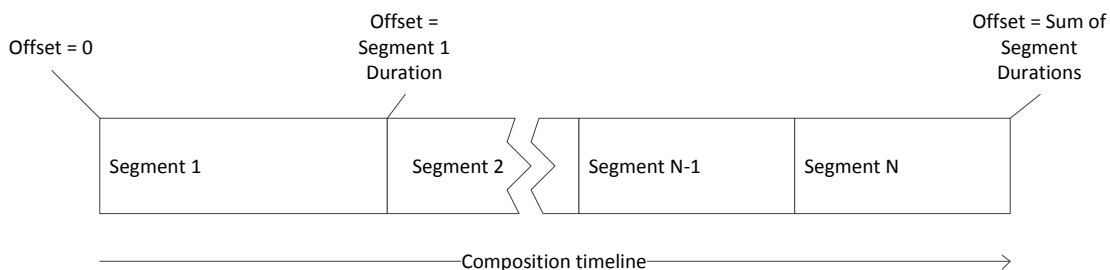 Offset = 0
Offset =
Segment 1
Duration
Offset = Sum of
Segment
Durations
Segment 1
Segment 2
Segment N-1
Segment N
Composition timeline